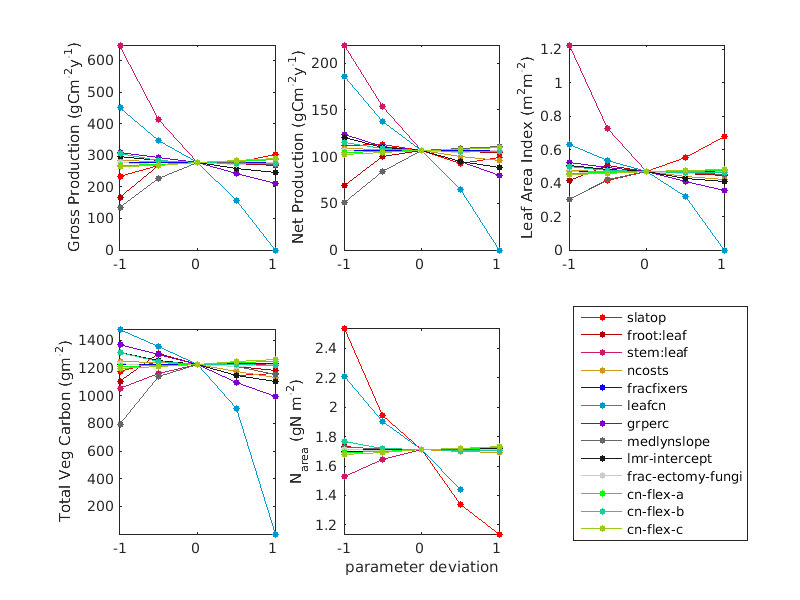 Gross Production (gCm⁻²y⁻¹)
600
500
400
300
200
100
0
-1
0
1
Net Production (gCm⁻²y⁻¹)
200
150
100
50
0
-1
0
1
Leaf Area Index (m²m⁻²)
1.2
1
0.8
0.6
0.4
0.2
0
-1
0
1
Total Veg Carbon (gm⁻²)
1400
1200
1000
800
600
400
200
-1
0
1
N_area (gN m⁻²)
2.4
2.2
2
1.8
1.6
1.4
1.2
-1
0
1
parameter deviation
slatop
froot:leaf
stem:leaf
ncosts
fracfixers
leafcn
grperc
medlynslope
lmr-intercept
frac-ectomy-fungi
cn-flex-a
cn-flex-b
cn-flex-c